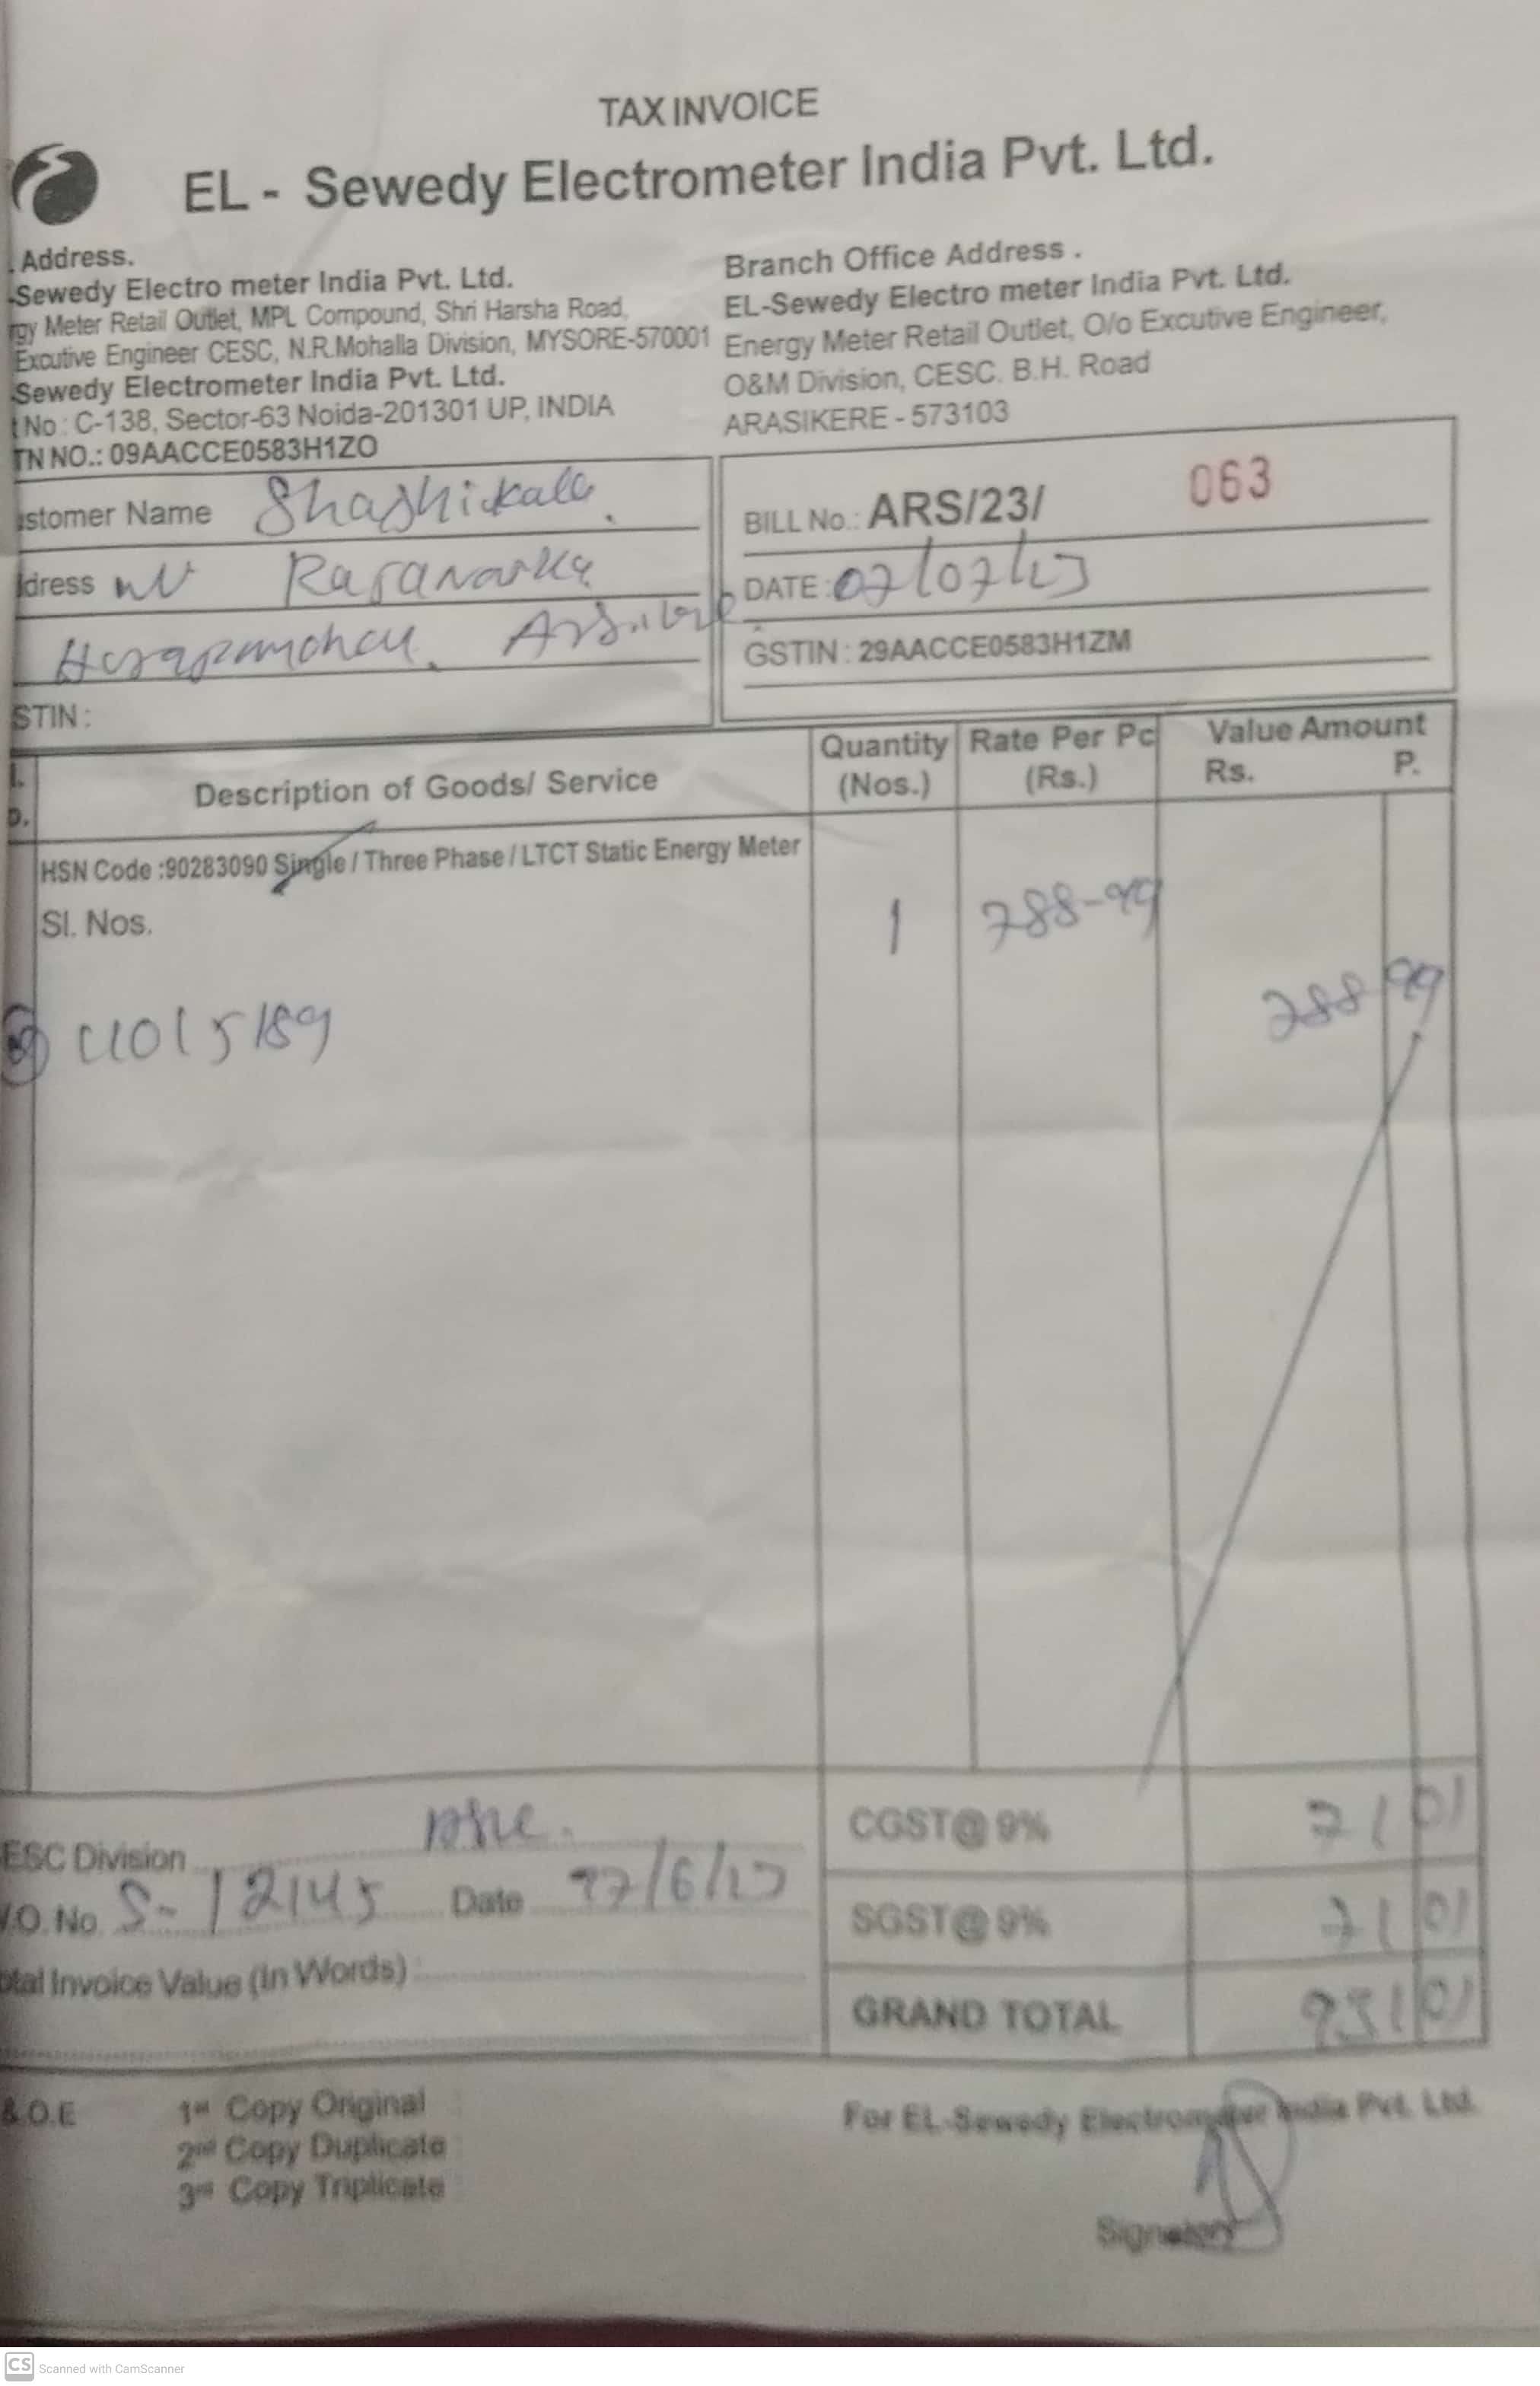 TAX INVOICE
EL - Sewedy Electrometer India Pvt. Ltd.
. Address.
-Sewedy Electro meter India Pvt. Ltd.
rgy Meter Retail Outlet, MPL Compound, Shri Harsha Road,
Excutive Engineer CESC, N.R.Mohalla Division, MYSORE-570001
Sewedy Electrometer India Pvt. Ltd.
t No : C-138, Sector-63 Noida-201301 UP, INDIA
TN NO.: 09AACCE0583H1ZO
Branch Office Address .
EL-Sewedy Electro meter India Pvt. Ltd.
Energy Meter Retail Outlet, O/o Excutive Engineer,
O&M Division, CESC. B.H. Road
ARASIKERE - 573103
stomer Name Shashikala
dress
STIN :
BILL No.: ARS/23/ 063
DATE : 07/07/23
GSTIN : 29AACCE0583H1ZM
Description of Goods/ Service
Quantity (Nos.)
Rate Per Pc (Rs.)
Value Amount
Rs. P.
HSN Code :90283090 Single / Three Phase / LTCT Static Energy Meter
Sl. Nos.
1 788-99
788 99
ESC Division
.O. No. S-12145 Date /6/23
otal Invoice Value (In Words) :
CGST@ 9% 71 01
SGST@ 9% 71 01
GRAND TOTAL 931 01
& O.E
1st Copy Original
2nd Copy Duplicate
3rd Copy Triplicate
For EL-Sewedy Electrometer India Pvt. Ltd.
Signatory
CS Scanned with CamScanner